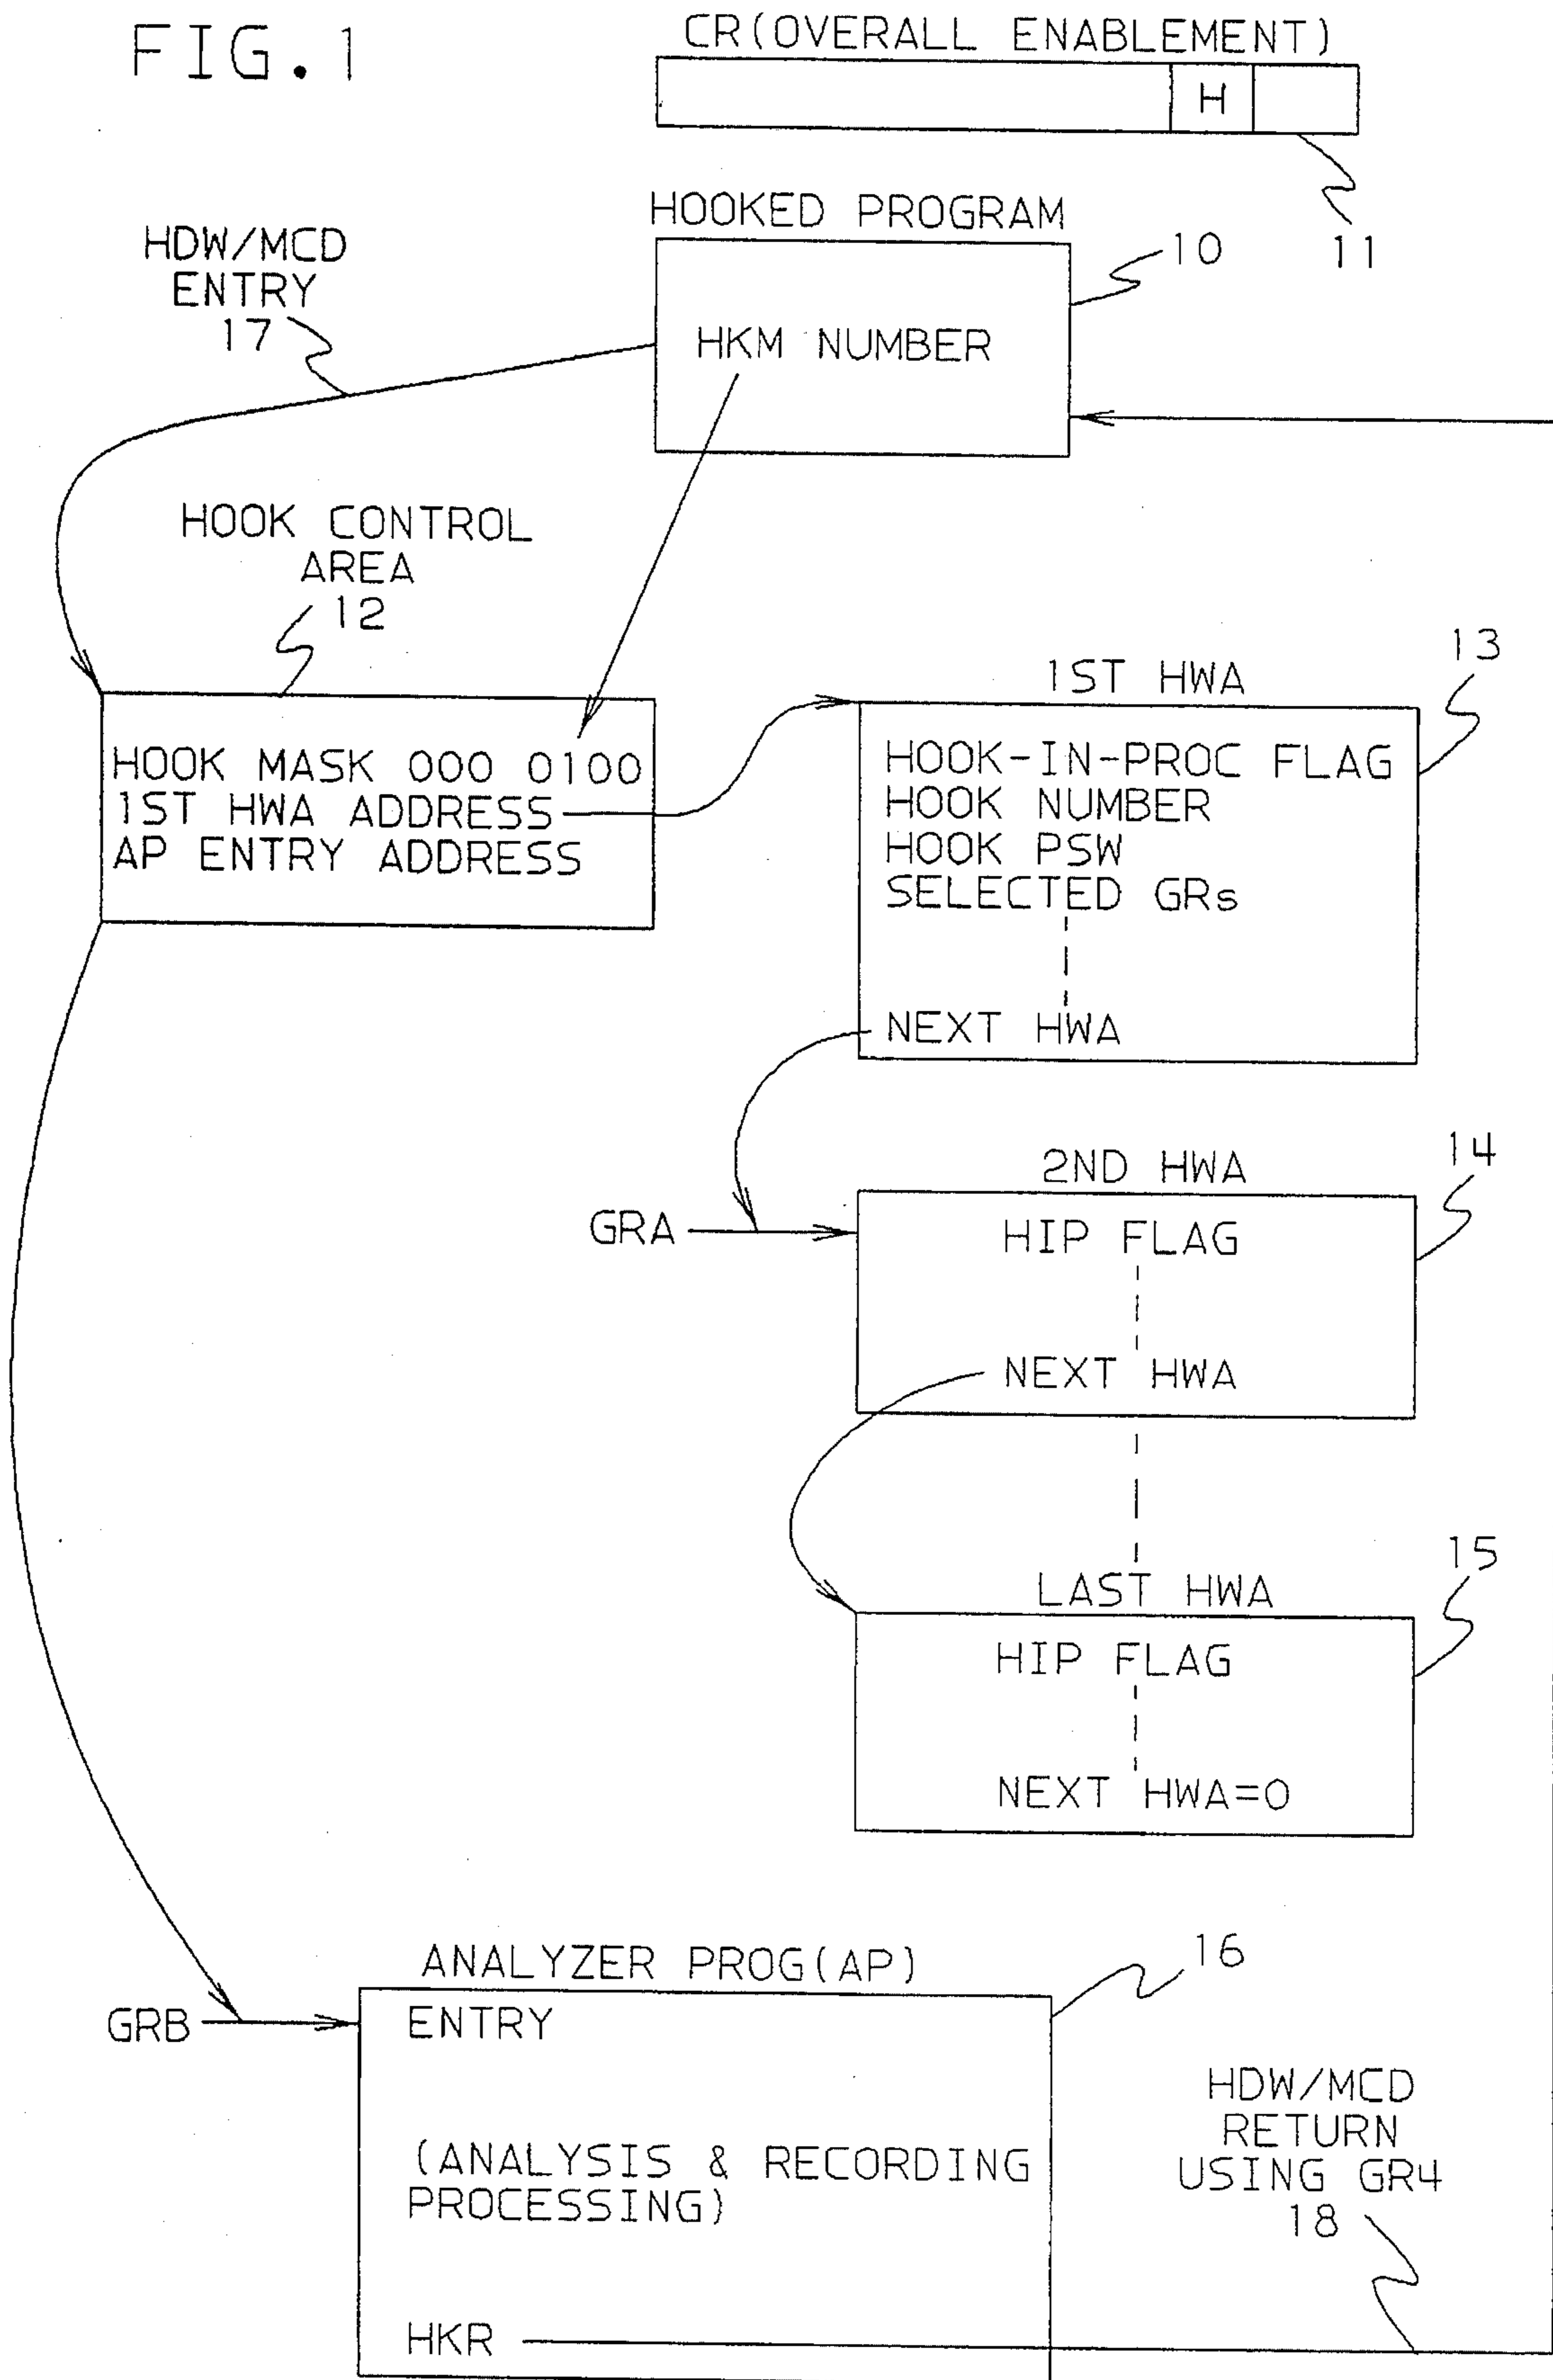 FIG.1
CR(OVERALL ENABLEMENT)
H
11
HOOKED PROGRAM
10
HKM NUMBER
HDW/MCD
ENTRY
17
HOOK CONTROL
AREA
12
HOOK MASK 000 0100
1ST HWA ADDRESS
AP ENTRY ADDRESS
1ST HWA
13
HOOK-IN-PROC FLAG
HOOK NUMBER
HOOK PSW
SELECTED GRs
NEXT HWA
2ND HWA
14
GRA
HIP FLAG
NEXT HWA
LAST HWA
15
HIP FLAG
NEXT HWA=0
ANALYZER PROG(AP)
16
GRB
ENTRY
(ANALYSIS & RECORDING
PROCESSING)
HKR
HDW/MCD
RETURN
USING GR4
18